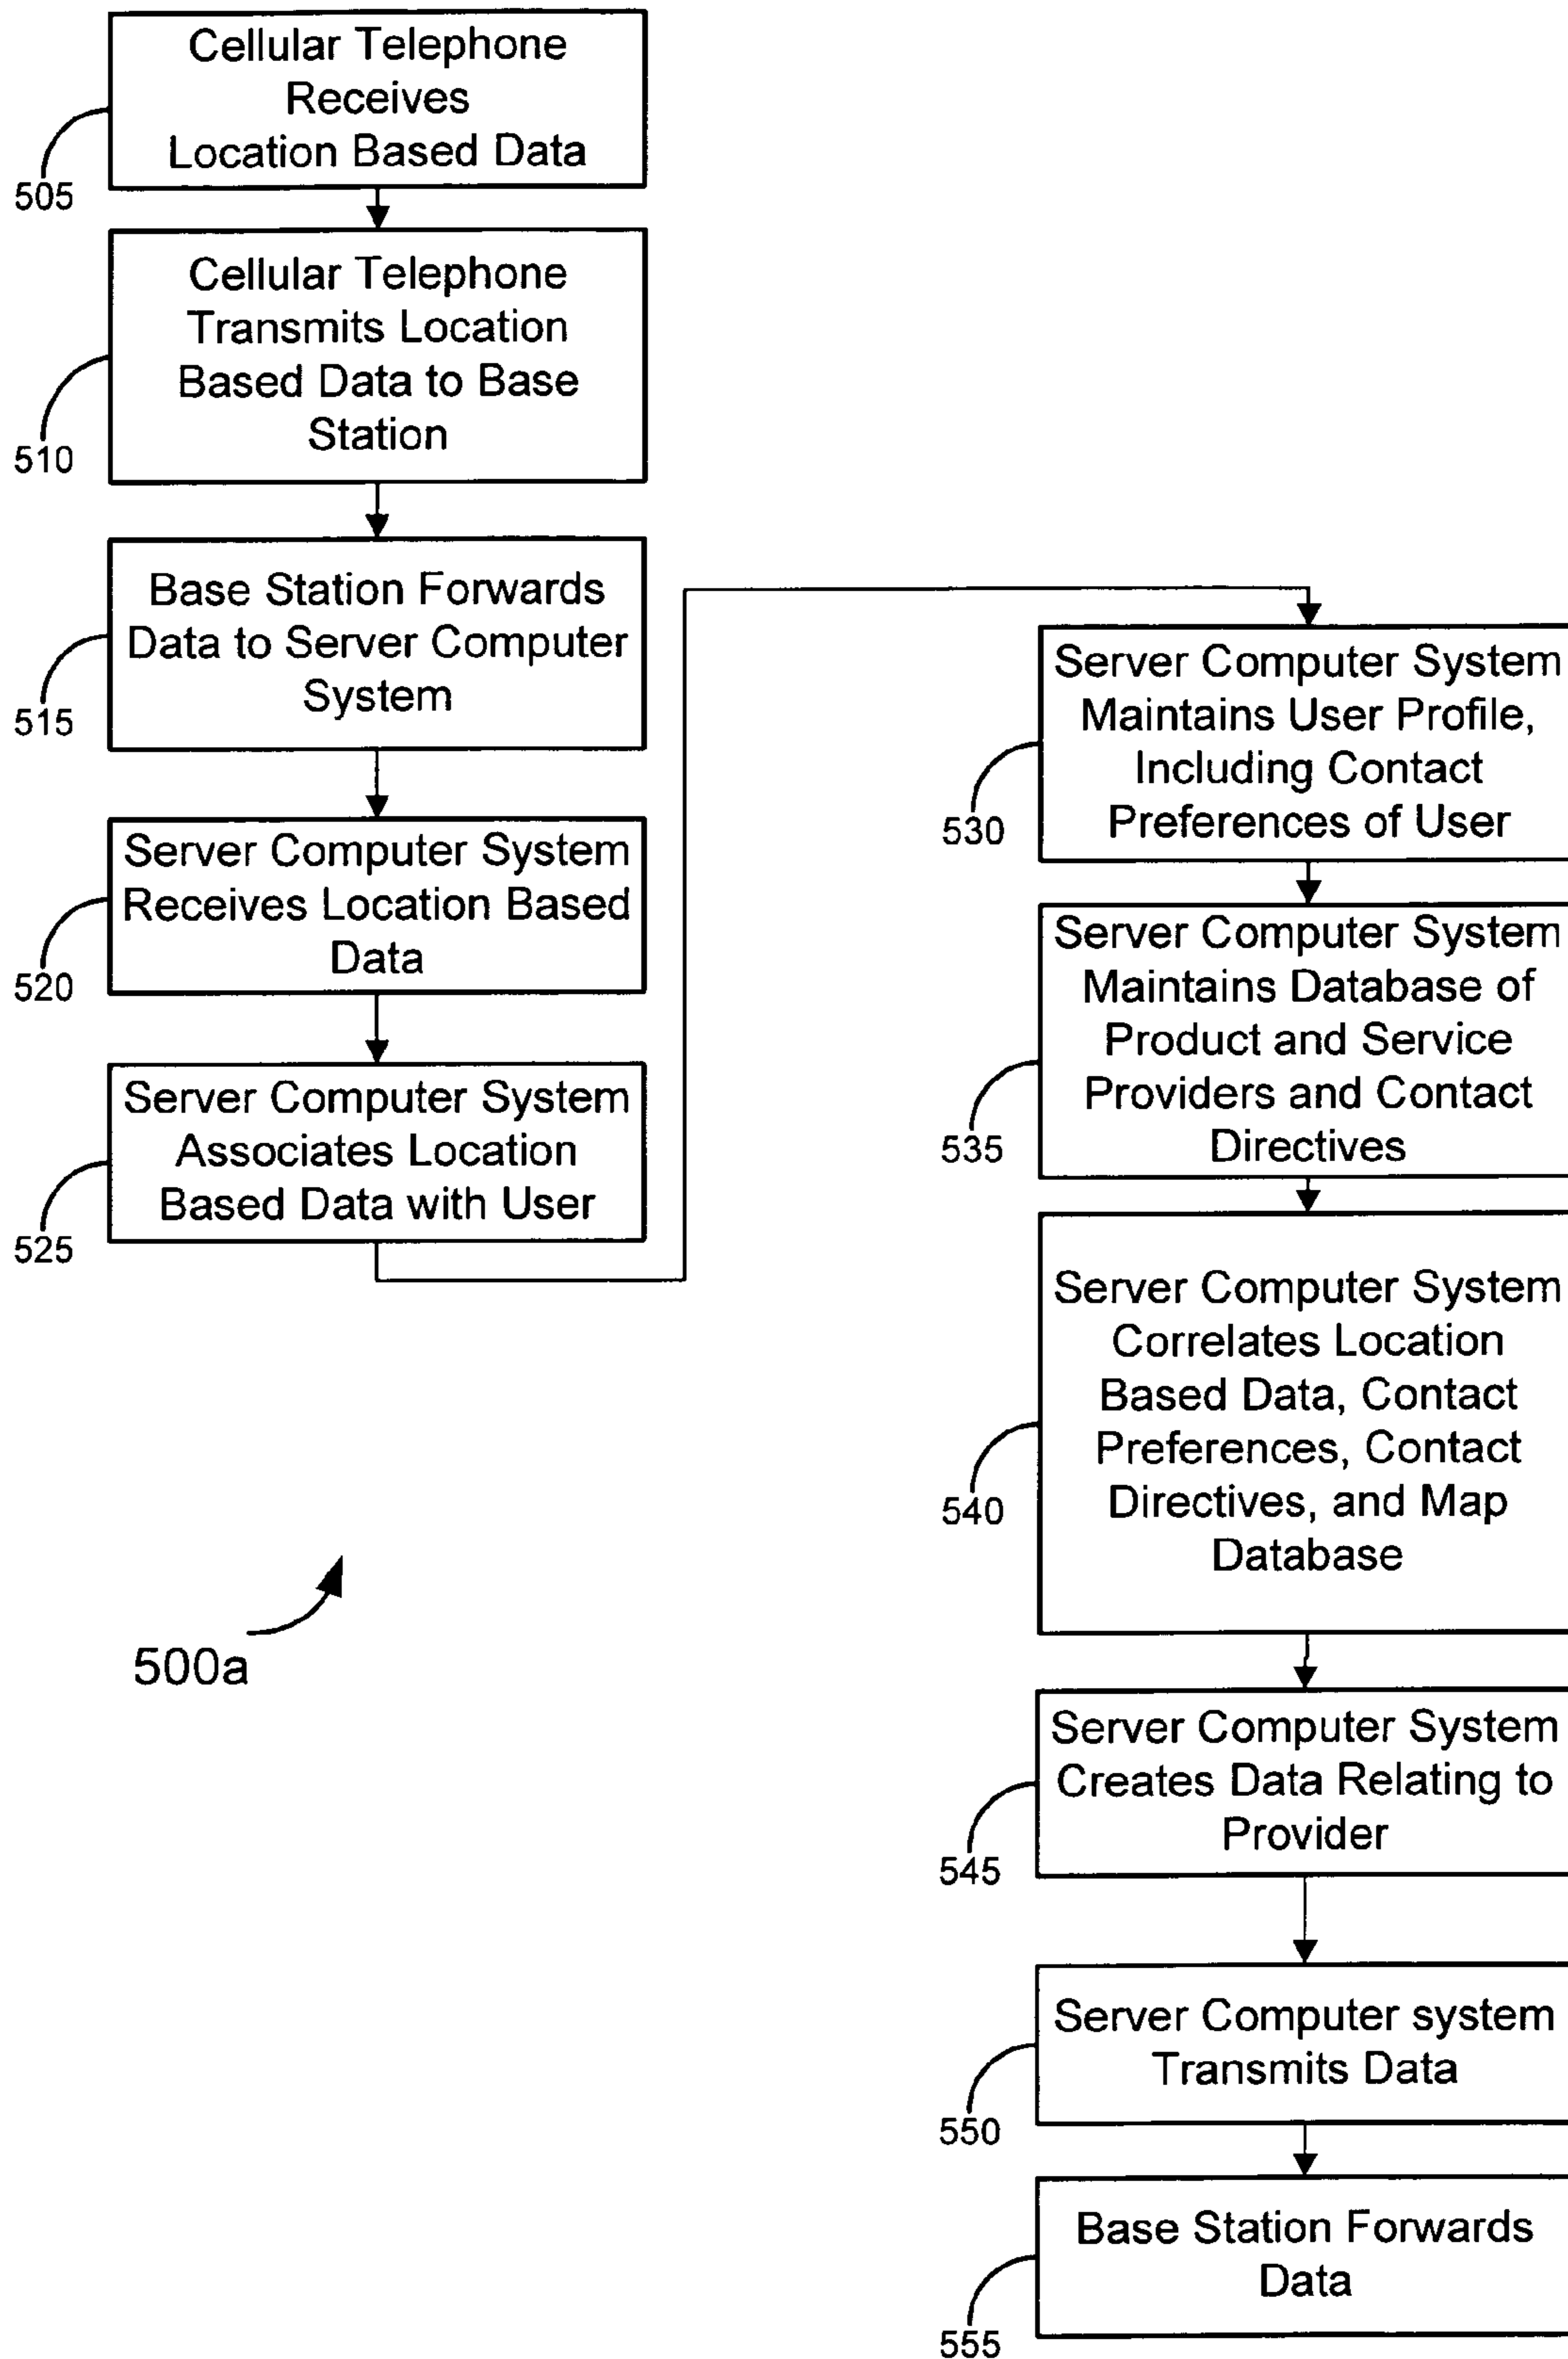 Cellular Telephone
Receives
Location Based Data
505
Cellular Telephone
Transmits Location
Based Data to Base
Station
510
Base Station Forwards
Data to Server Computer
System
515
Server Computer System
Receives Location Based
Data
520
Server Computer System
Associates Location
Based Data with User
525
Server Computer System
Maintains User Profile,
Including Contact
Preferences of User
530
Server Computer System
Maintains Database of
Product and Service
Providers and Contact
Directives
535
Server Computer System
Correlates Location
Based Data, Contact
Preferences, Contact
Directives, and Map
Database
540
500a
Server Computer System
Creates Data Relating to
Provider
545
Server Computer system
Transmits Data
550
Base Station Forwards
Data
555